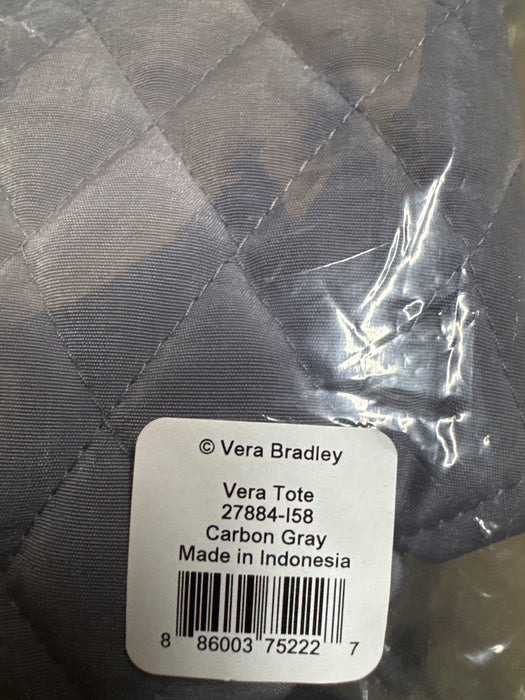 © Vera Bradley
Vera Tote
27884-I58
Carbon Gray
Made in Indonesia
8 86003 75222 7